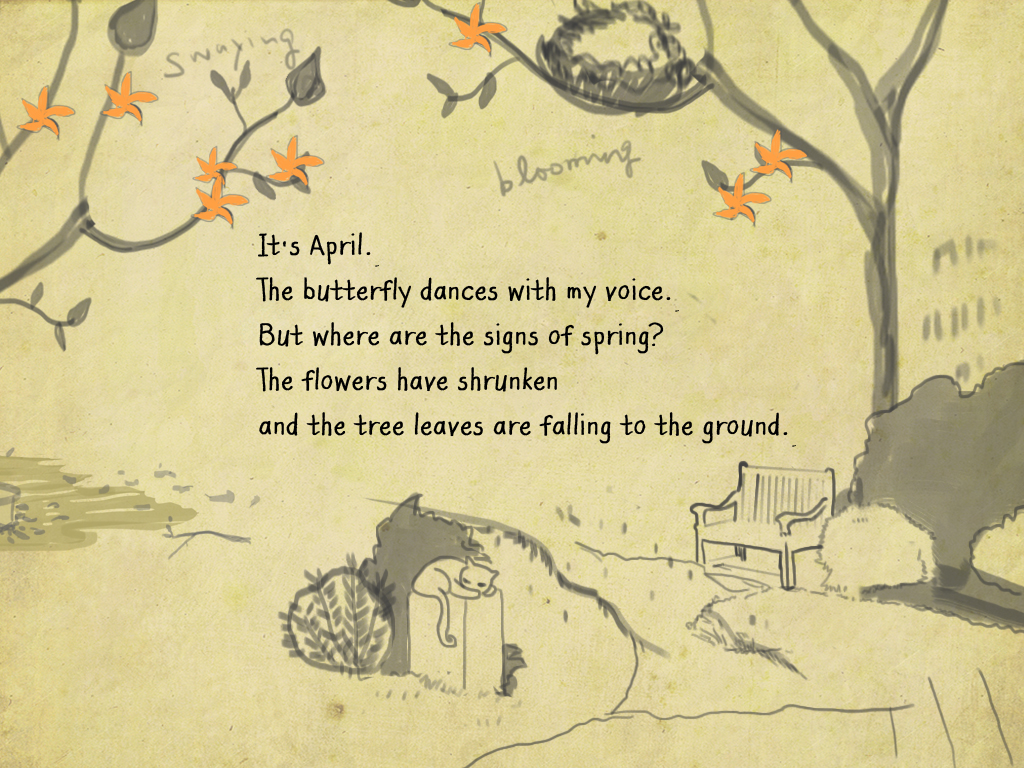 swaying
blooming
It's April.
The butterfly dances with my voice.
But where are the signs of spring?
The flowers have shrunken
and the tree leaves are falling to the ground.